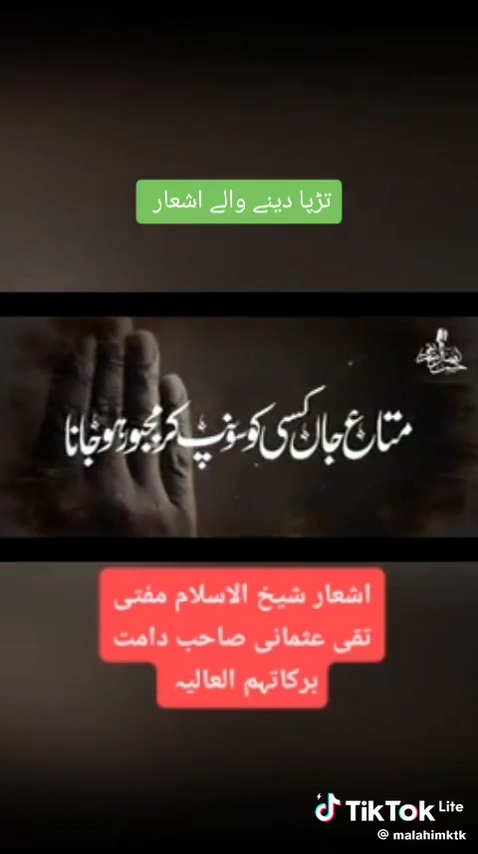 تڑپا دینے والے اشعار
متاع جاں کسی کو سونپ کر مجبور ہو جانا
اشعار شیخ الاسلام مفتی
تقی عثمانی صاحب دامت
برکاتہم العالیہ
TikTok Lite
@ malahimktk